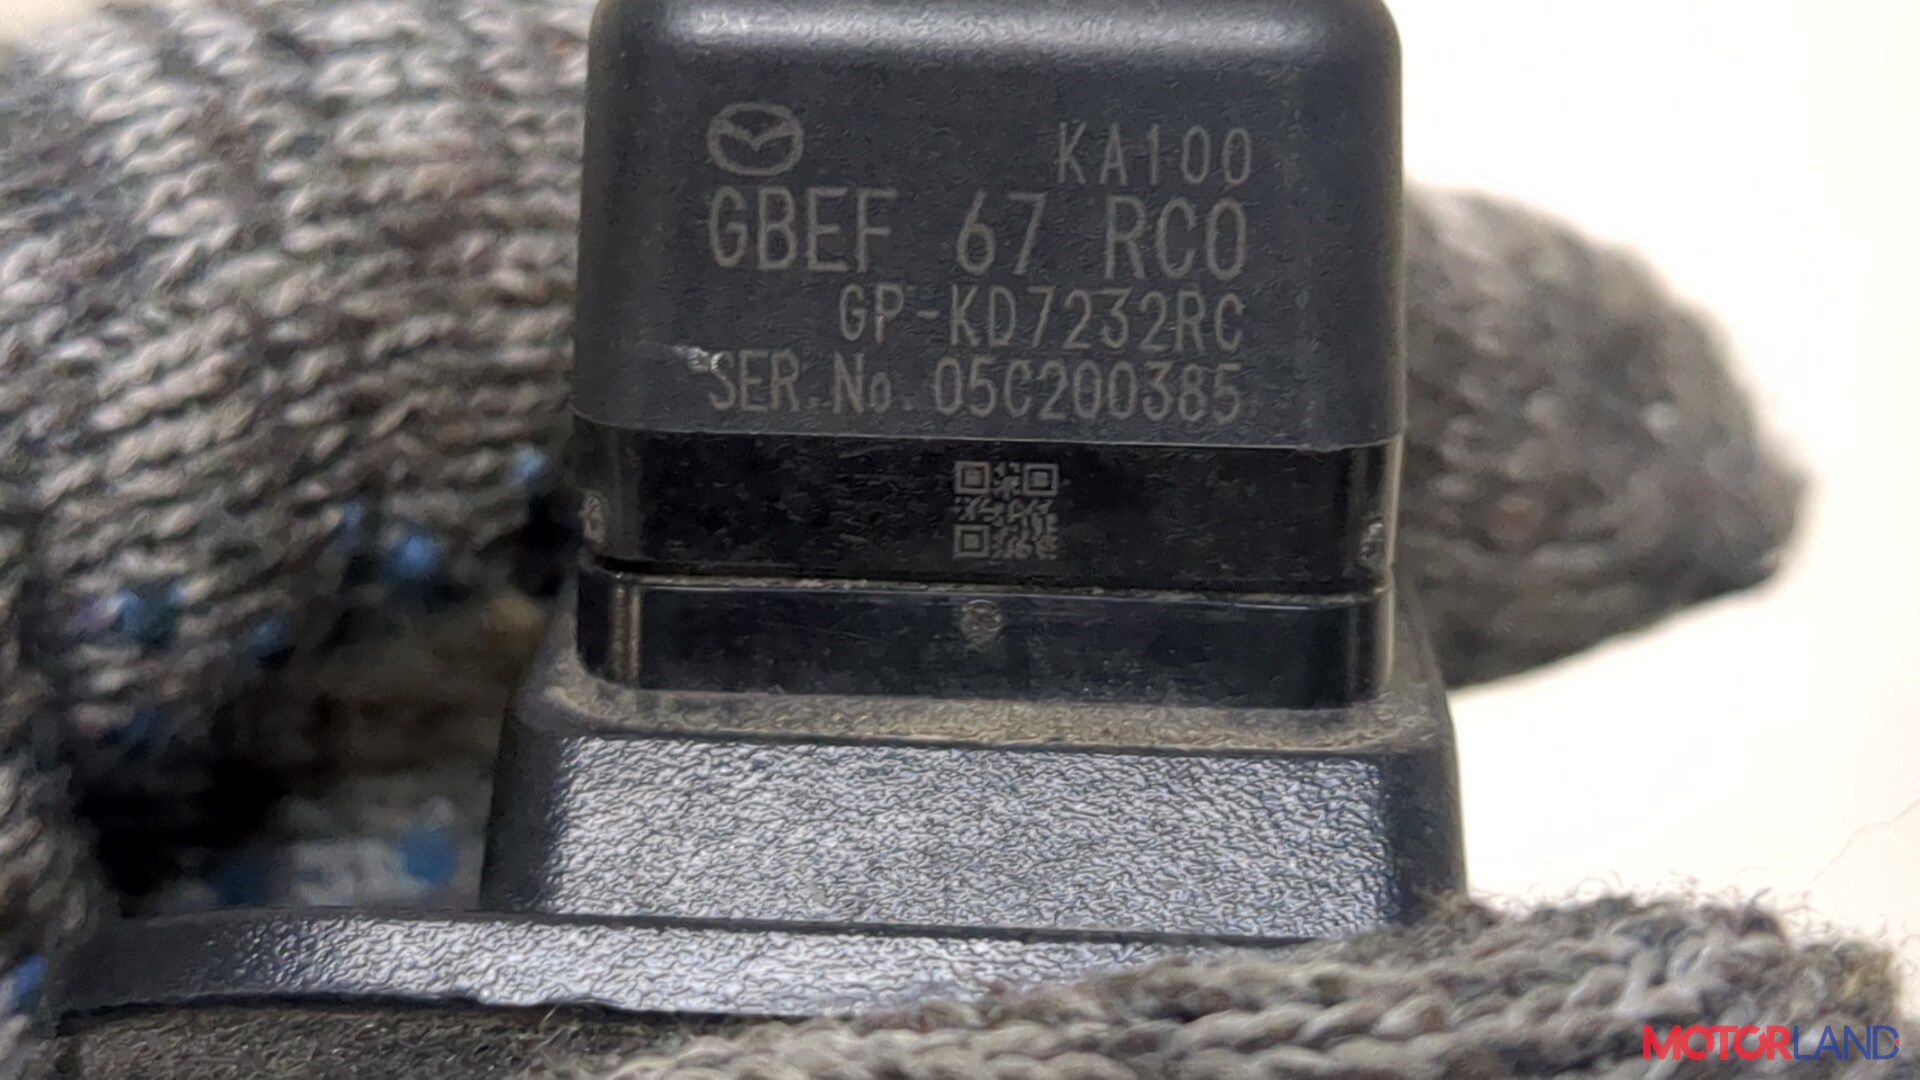 KA100
GBEF 67 RC0
GP-KD7232RC
SER.No. 05C200385
MOTORLAND